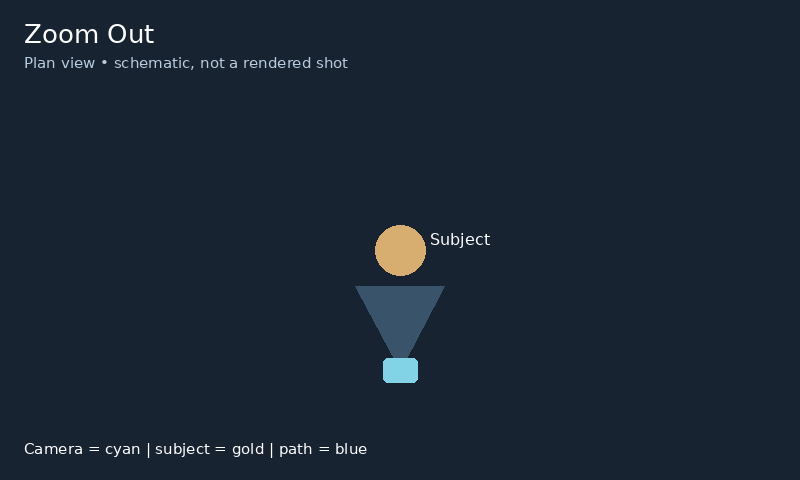 Zoom Out
Plan view • schematic, not a rendered shot
Subject
Camera = cyan | subject = gold | path = blue